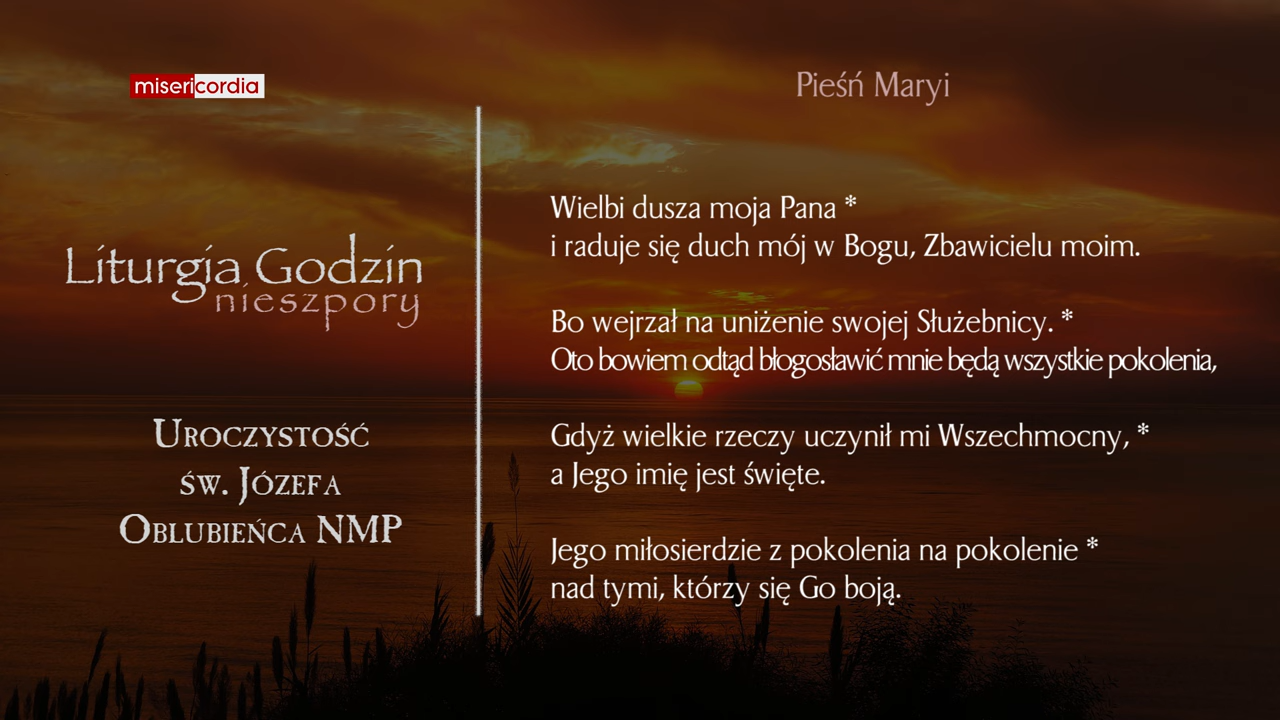 misericordia
Liturgia Godzin
nieszpory
Uroczystość
św. Józefa
Oblubieńca NMP
Pieśń Maryi
Wielbi dusza moja Pana *
i raduje się duch mój w Bogu, Zbawicielu moim.
Bo wejrzał na uniżenie swojej Służebnicy. *
Oto bowiem odtąd błogosławić mnie będą wszystkie pokolenia,
Gdyż wielkie rzeczy uczynił mi Wszechmocny, *
a Jego imię jest święte.
Jego miłosierdzie z pokolenia na pokolenie *
nad tymi, którzy się Go boją.